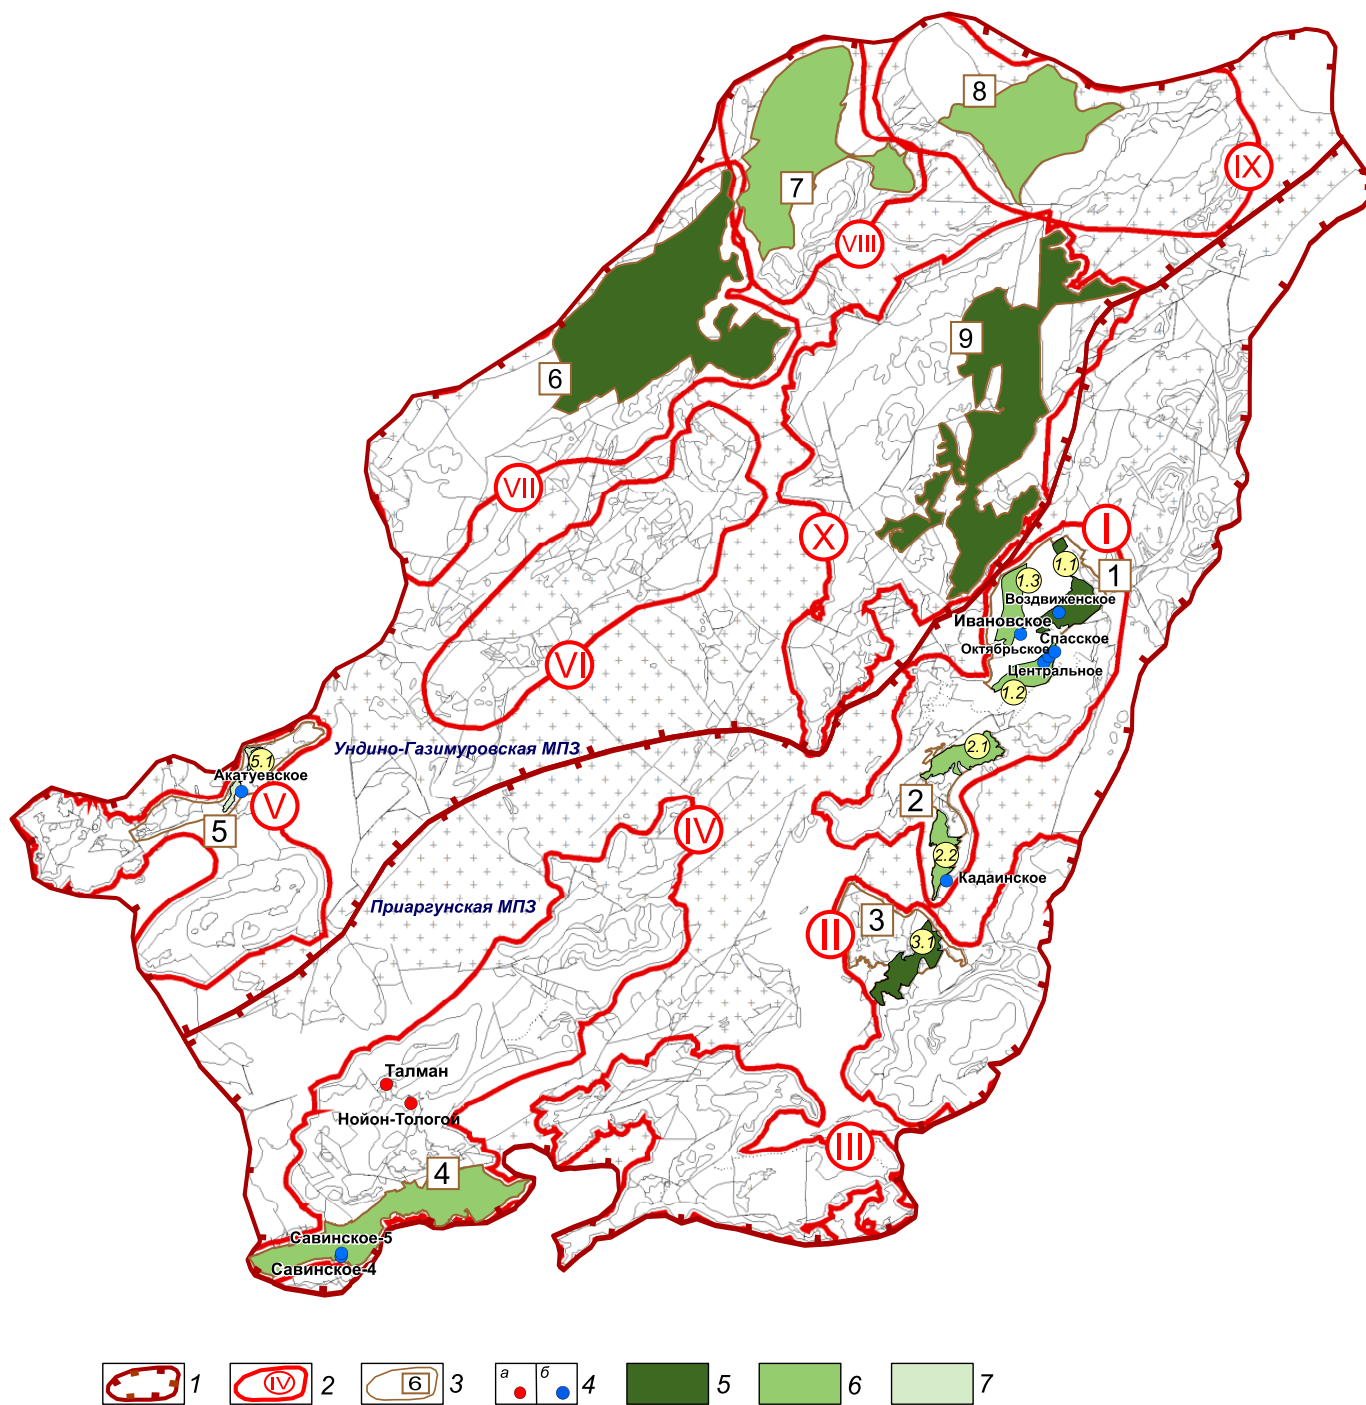 8
IX
7
VIII
9
6
VII
X
I
1.1
1
1.3
Воздвиженское
Ивановское
Спасское
Октябрьское
VI
Центральное
1.2
Ундино-Газимуровская МПЗ
2.1
5.1
Акатуевское
V
2
IV
5
2.2
Кадаинское
Приаргунская МПЗ
3
II
3.1
Талман
Нойон-Тологой
III
4
Савинское-5
Савинское-4
1
IV 2
6 3
а б 4
5
6
7